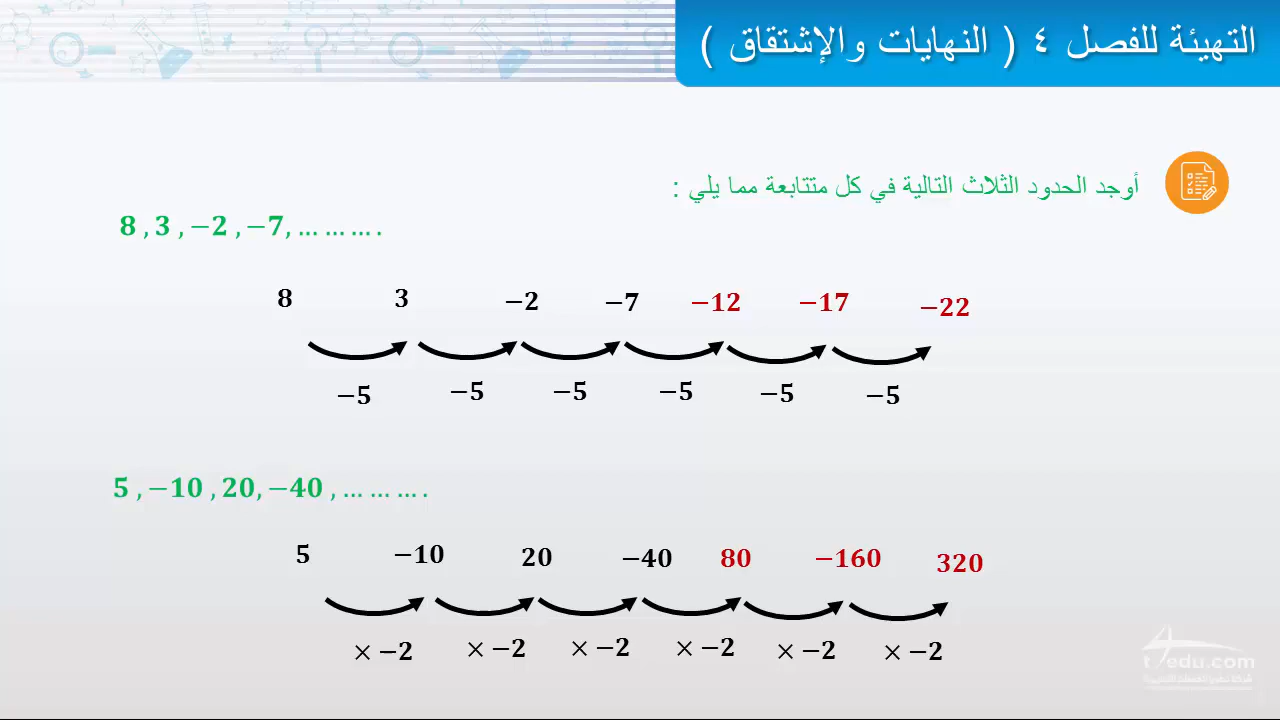 التهيئة للفصل ٤ ( النهايات والإشتقاق )
أوجد الحدود الثلاث التالية في كل متتابعة مما يلي :
8 , 3 , −2 , −7, ... ... ... .
8 3 −2 −7 −12 −17 −22
−5 −5 −5 −5 −5 −5
5 , −10 , 20, −40 , ... ... ... .
5 −10 20 −40 80 −160 320
× −2 × −2 × −2 × −2 × −2 × −2
t4edu.com